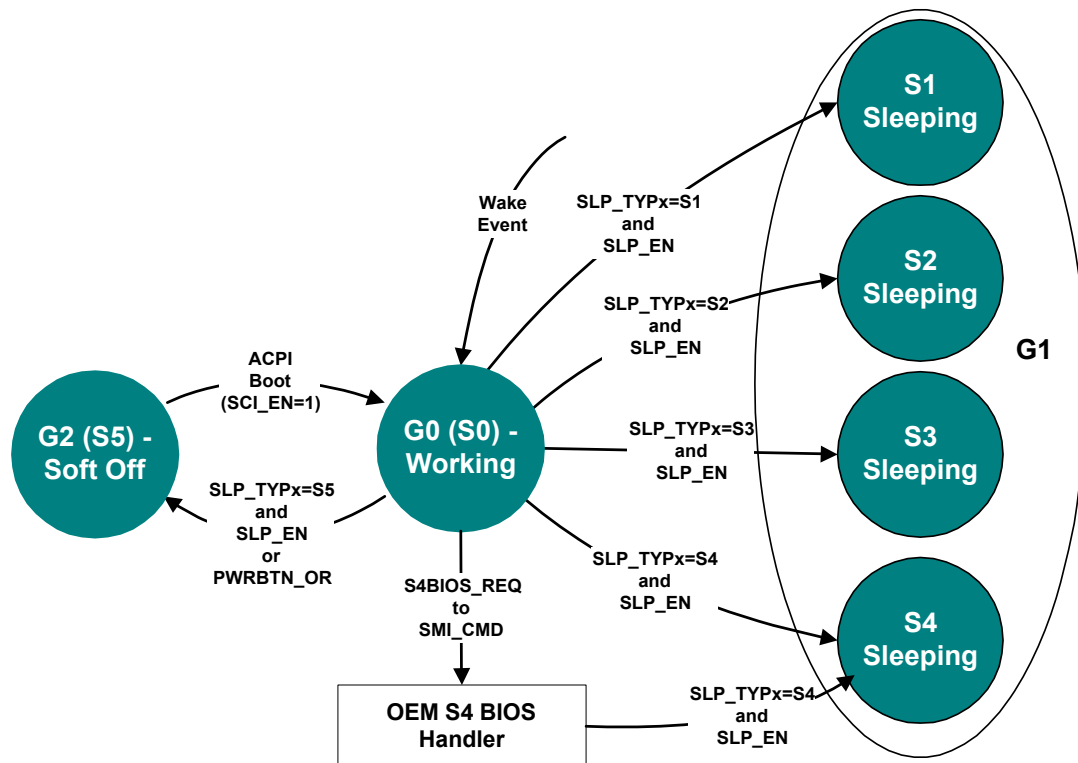 S1
Sleeping
Wake
Event
SLP_TYPx=S1
and
SLP_EN
S2
Sleeping
SLP_TYPx=S2
and
SLP_EN
G1
ACPI
Boot
(SCI_EN=1)
G2 (S5) -
Soft Off
G0 (S0) -
Working
SLP_TYPx=S3
and
SLP_EN
S3
Sleeping
SLP_TYPx=S5
and
SLP_EN
or
PWRBTN_OR
SLP_TYPx=S4
and
SLP_EN
S4BIOS_REQ
to
SMI_CMD
S4
Sleeping
OEM S4 BIOS
Handler
SLP_TYPx=S4
and
SLP_EN